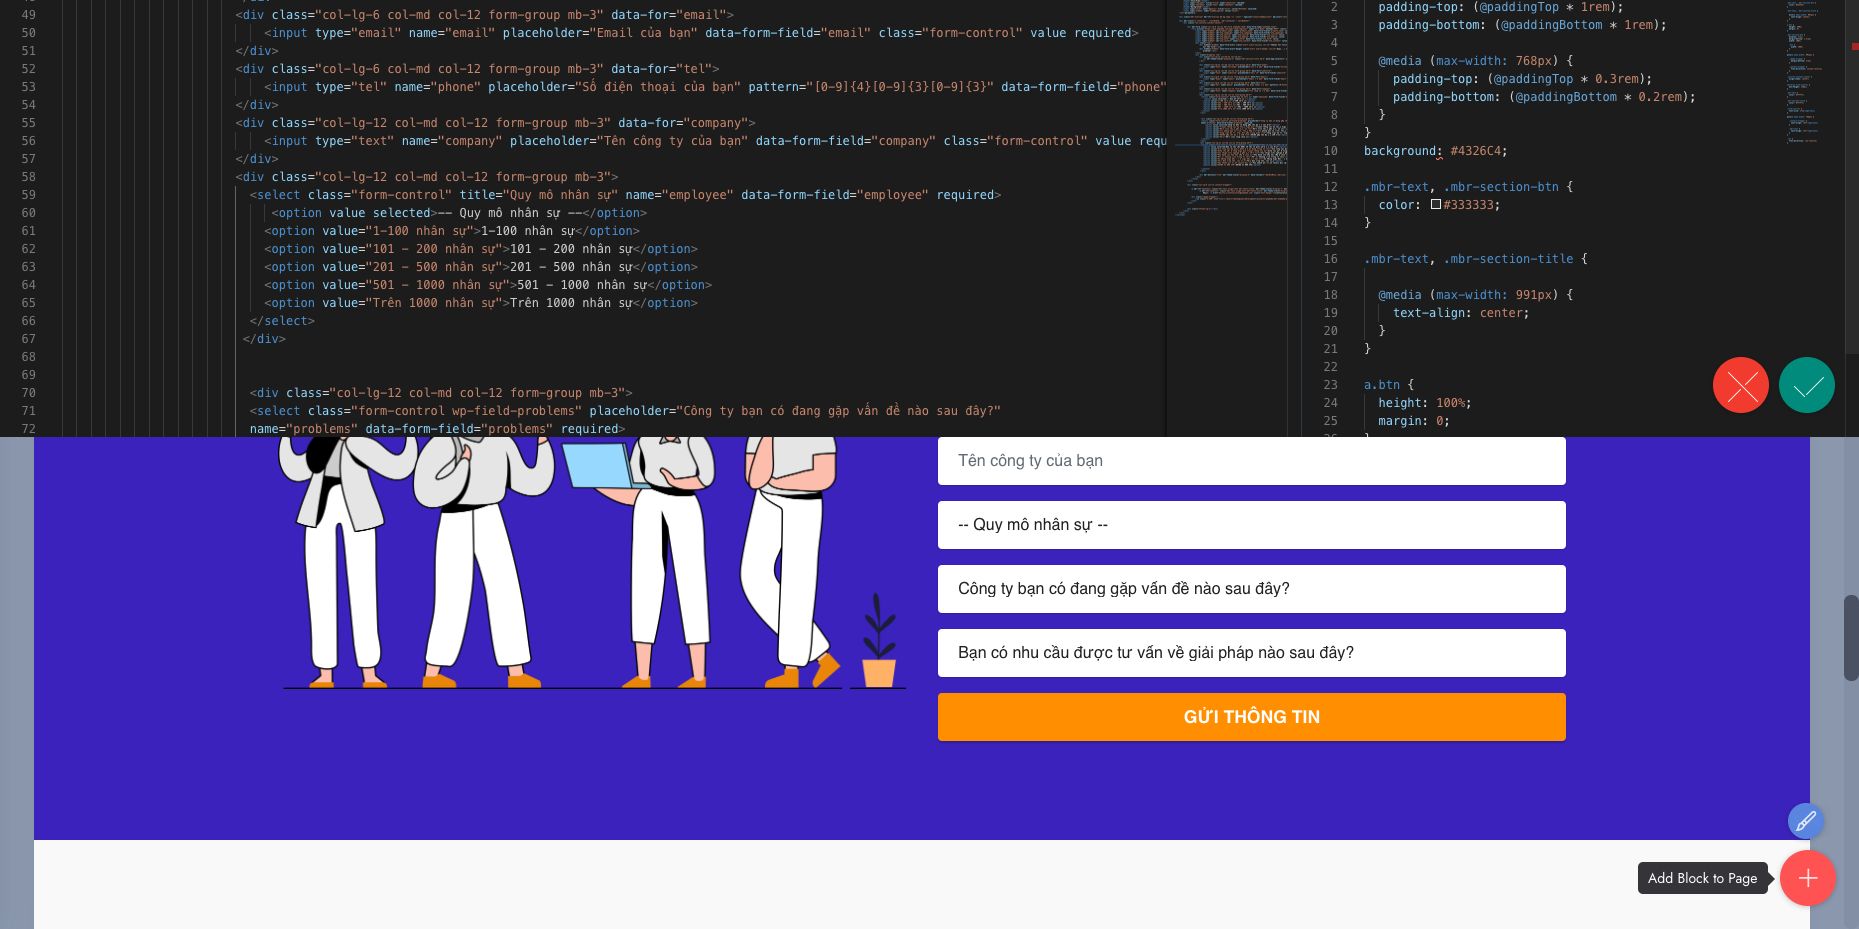 49 <div class="col-lg-6 col-md col-12 form-group mb-3" data-for="email">
50 <input type="email" name="email" placeholder="Email của bạn" data-form-field="email" class="form-control" value required>
51 </div>
52 <div class="col-lg-6 col-md col-12 form-group mb-3" data-for="tel">
53 <input type="tel" name="phone" placeholder="Số điện thoại của bạn" pattern="[0-9]{4}[0-9]{3}[0-9]{3}" data-form-field="phone"
54 </div>
55 <div class="col-lg-12 col-md col-12 form-group mb-3" data-for="company">
56 <input type="text" name="company" placeholder="Tên công ty của bạn" data-form-field="company" class="form-control" value requ
57 </div>
58 <div class="col-lg-12 col-md col-12 form-group mb-3">
59 <select class="form-control" title="Quy mô nhân sự" name="employee" data-form-field="employee" required>
60 <option value selected>-- Quy mô nhân sự --</option>
61 <option value="1-100 nhân sự">1-100 nhân sự</option>
62 <option value="101 - 200 nhân sự">101 - 200 nhân sự</option>
63 <option value="201 - 500 nhân sự">201 - 500 nhân sự</option>
64 <option value="501 - 1000 nhân sự">501 - 1000 nhân sự</option>
65 <option value="Trên 1000 nhân sự">Trên 1000 nhân sự</option>
66 </select>
67 </div>
68
69
70 <div class="col-lg-12 col-md col-12 form-group mb-3">
71 <select class="form-control wp-field-problems" placeholder="Công ty bạn có đang gặp vấn đề nào sau đây?"
72 name="problems" data-form-field="problems" required>
2 padding-top: (@paddingTop * 1rem);
3 padding-bottom: (@paddingBottom * 1rem);
4
5 @media (max-width: 768px) {
6 padding-top: (@paddingTop * 0.3rem);
7 padding-bottom: (@paddingBottom * 0.2rem);
8 }
9 }
10 background: #4326C4;
11
12 .mbr-text, .mbr-section-btn {
13 color: #333333;
14 }
15
16 .mbr-text, .mbr-section-title {
17
18 @media (max-width: 991px) {
19 text-align: center;
20 }
21 }
22
23 a.btn {
24 height: 100%;
25 margin: 0;
Tên công ty của bạn
-- Quy mô nhân sự --
Công ty bạn có đang gặp vấn đề nào sau đây?
Bạn có nhu cầu được tư vấn về giải pháp nào sau đây?
GỬI THÔNG TIN
Add Block to Page